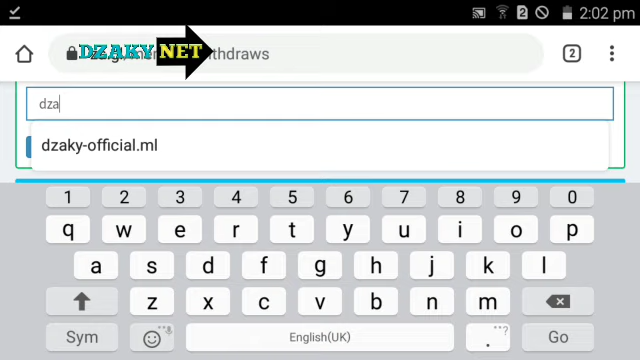 2:02 pm
DZAKY NET
thdraws
2
dza
dzaky-official.ml
1 2 3 4 5 6 7 8 9 0
q w e r t y u i o p
a s d f g h j k l
z x c v b n m
Sym English(UK) . Go